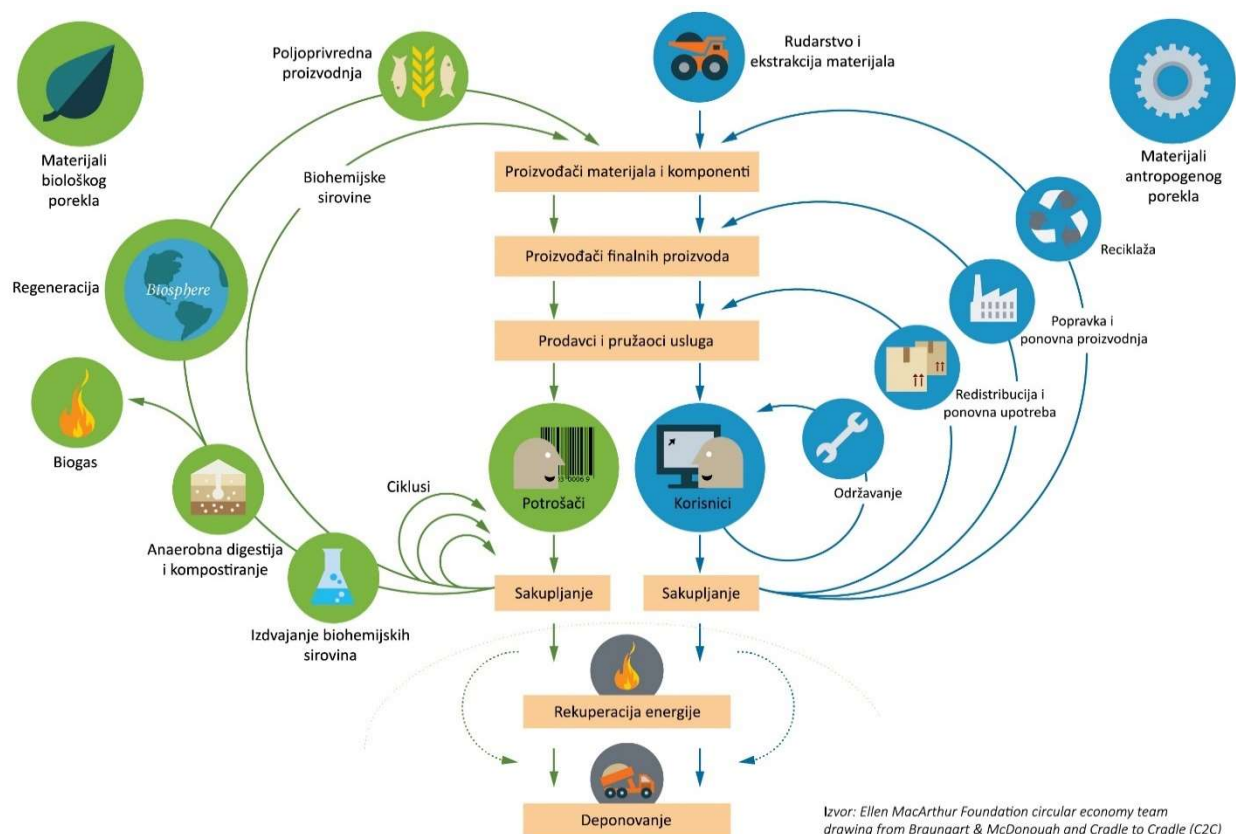 Poljoprivredna
proizvodnja
Rudarstvo i
ekstrakcija materijala
Materijali
biološkog
porekla
Biohemijske
sirovine
Proizvođači materijala i komponenti
Materijali
antropogenog
porekla
Proizvođači finalnih proizvoda
Reciklaža
Regeneracija
Biosphere
Prodavci i pružaoci usluga
Popravka i
ponovna proizvodnja
Redistribucija i
ponovna upotreba
Biogas
Ciklusi
Potrošači
Korisnici
Održavanje
Anaerobna digestija
i kompostiranje
Sakupljanje
Sakupljanje
Izdvajanje biohemijskih
sirovina
Rekuperacija energije
Deponovanje
Izvor: Ellen MacArthur Foundation circular economy team
drawing from Braungart & McDonough and Cradle to Cradle (C2C)